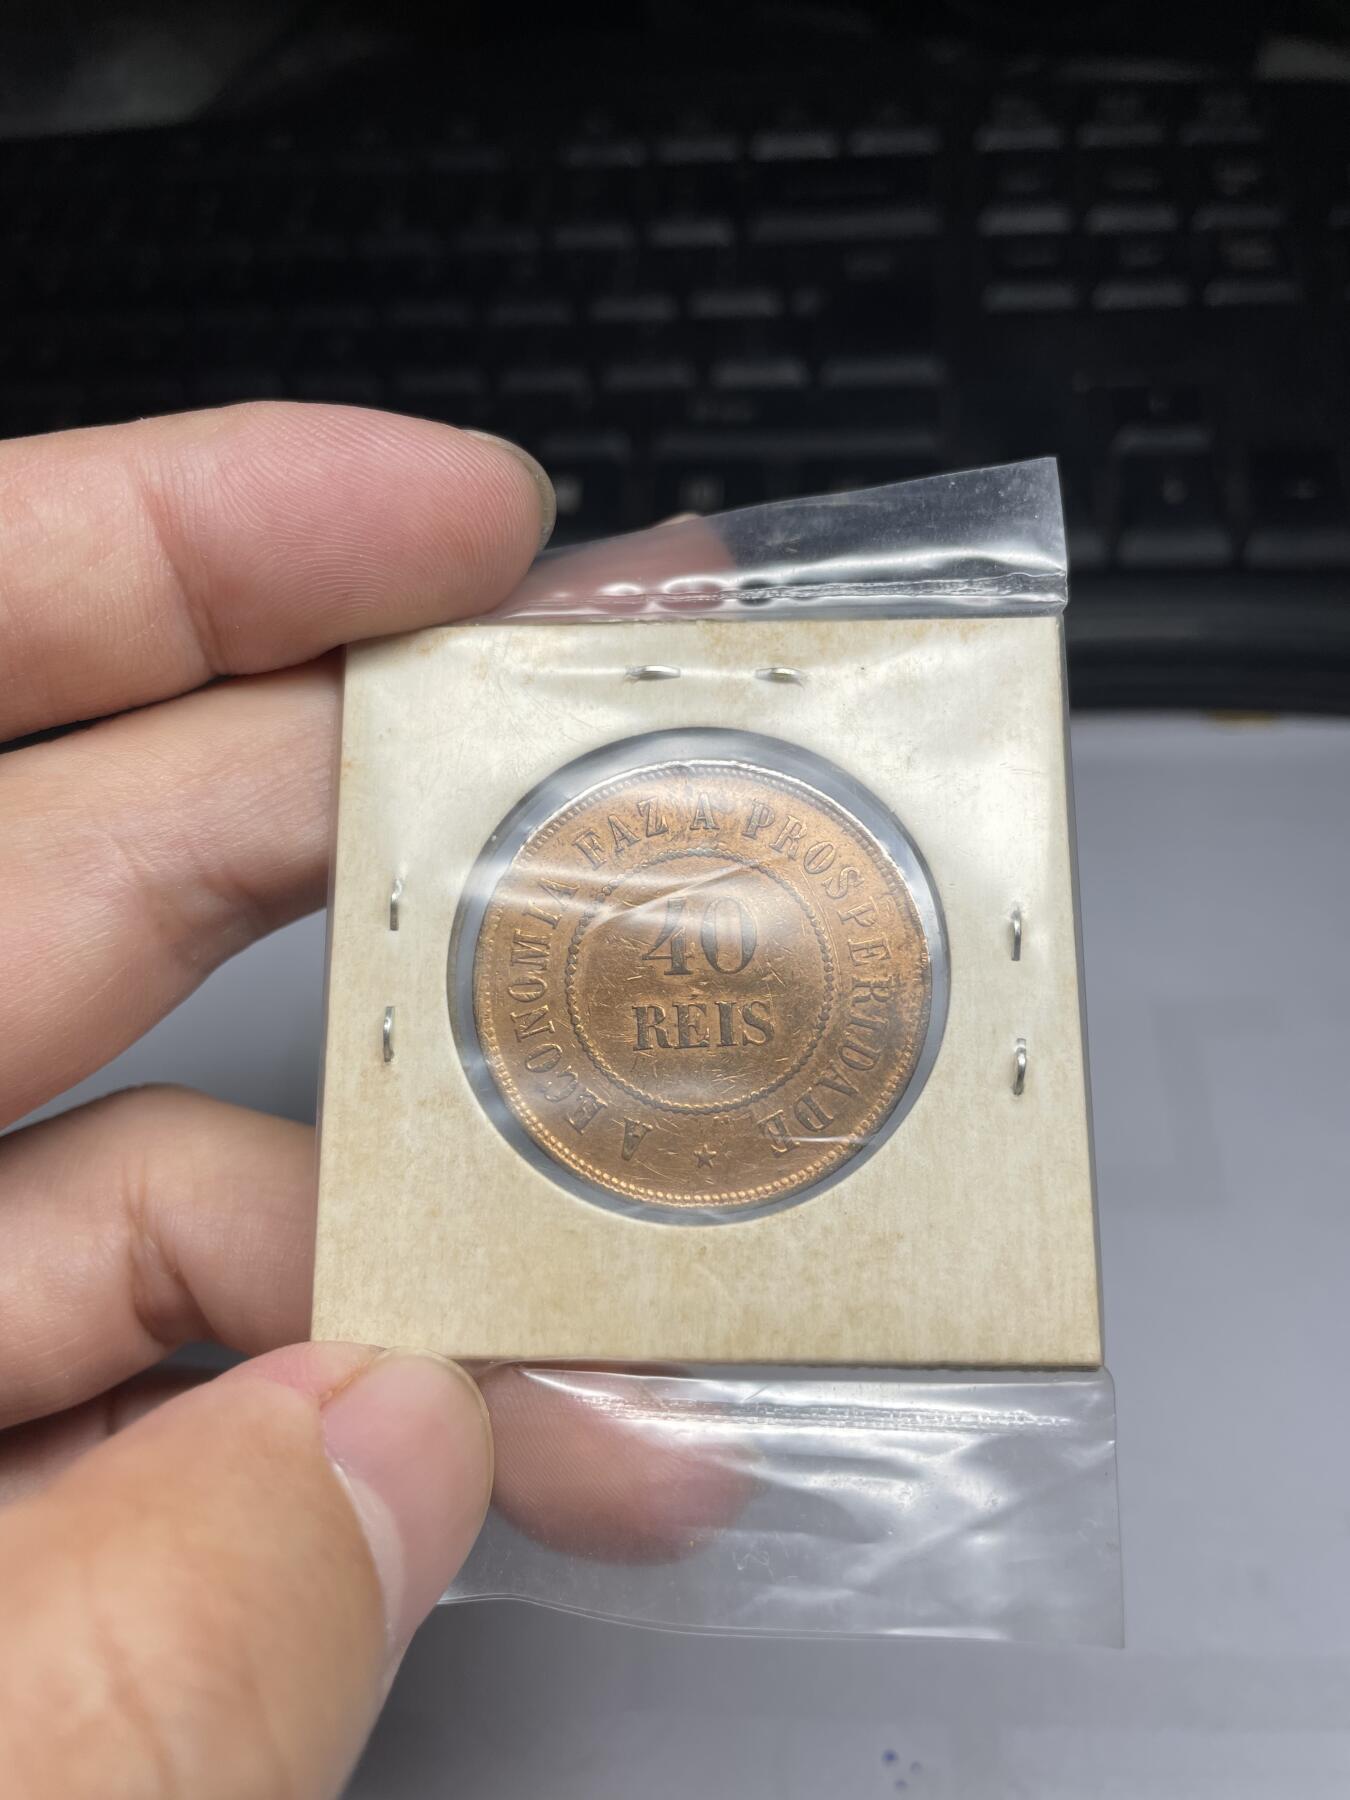 A ECONOMIA FAZ A PROSPERIDADE
40
REIS